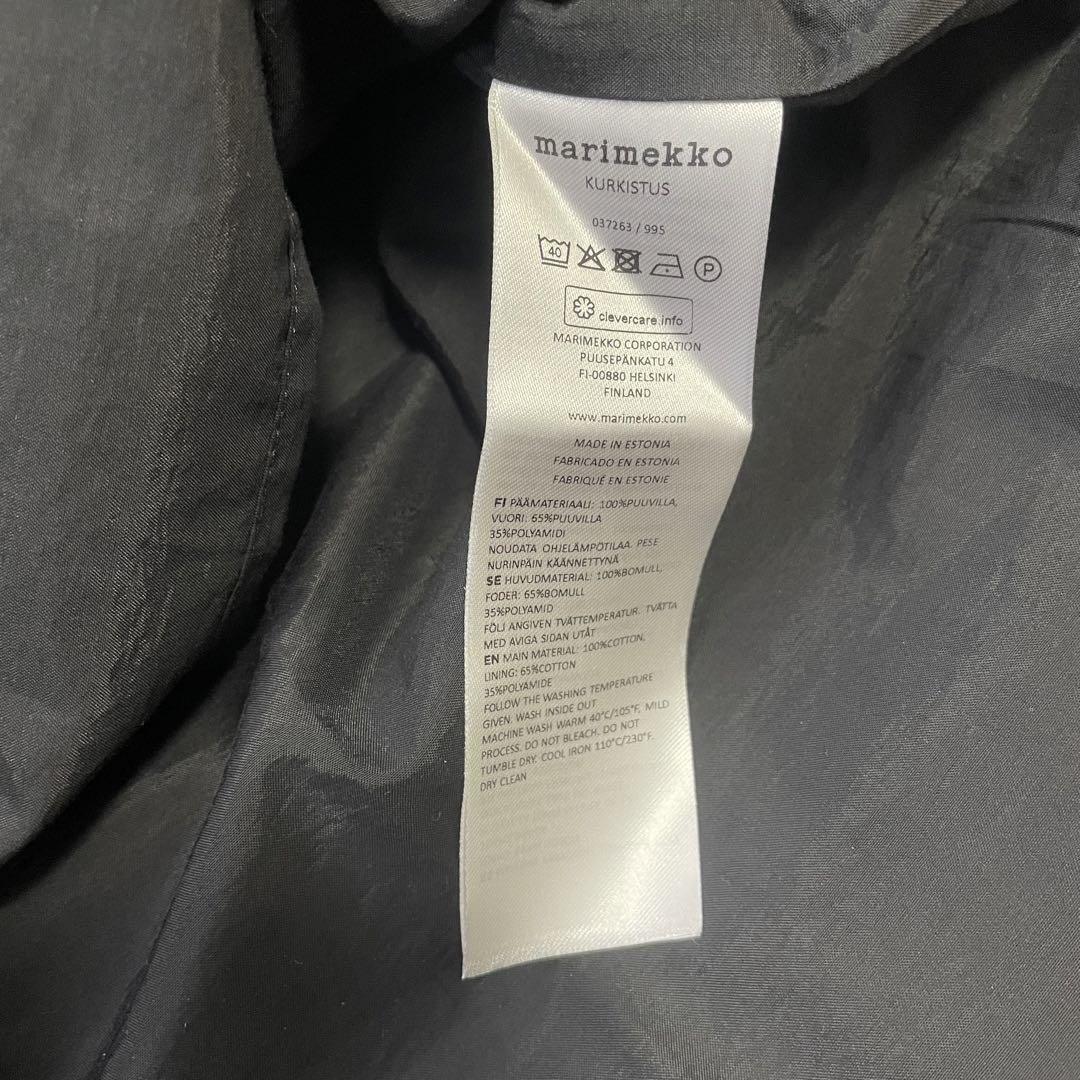 marimekko
KURKISTUS
037263 / 995
40 P
clevercare.info
MARIMEKKO CORPORATION
PUUSEPÄNKATU 4
FI-00880 HELSINKI
FINLAND
www.marimekko.com
MADE IN ESTONIA
FABRICADO EN ESTONIA
FABRIQUÉ EN ESTONIE
FI PÄÄMATERIAALI: 100%PUUVILLA,
VUORI: 65%PUUVILLA
35%POLYAMIDI
NOUDATA OHJELÄMPÖTILAA. PESE
NURINPÄIN KÄÄNNETTYNÄ
SE HUVUDMATERIAL: 100%BOMULL,
FODER: 65%BOMULL
35%POLYAMID
FÖLJ ANGIVEN TVÄTTEMPERATUR. TVÄTTA
MED AVIGA SIDAN UTÅT
EN MAIN MATERIAL: 100%COTTON,
LINING: 65%COTTON
35%POLYAMIDE
FOLLOW THE WASHING TEMPERATURE
GIVEN. WASH INSIDE OUT
MACHINE WASH WARM 40°C/105°F, MILD
PROCESS. DO NOT BLEACH. DO NOT
TUMBLE DRY. COOL IRON 110°C/230°F.
DRY CLEAN